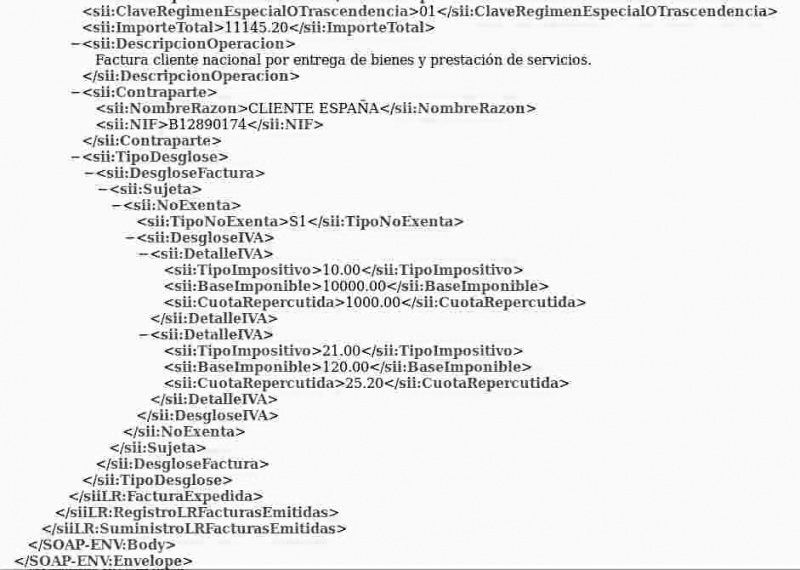 <sii:ClaveRegimenEspecialOTrascendencia>01</sii:ClaveRegimenEspecialOTrascendencia>
<sii:ImporteTotal>11145.20</sii:ImporteTotal>
−<sii:DescripcionOperacion>
Factura cliente nacional por entrega de bienes y prestación de servicios.
</sii:DescripcionOperacion>
−<sii:Contraparte>
<sii:NombreRazon>CLIENTE ESPAÑA</sii:NombreRazon>
<sii:NIF>B12890174</sii:NIF>
</sii:Contraparte>
−<sii:TipoDesglose>
−<sii:DesgloseFactura>
−<sii:Sujeta>
−<sii:NoExenta>
<sii:TipoNoExenta>S1</sii:TipoNoExenta>
−<sii:DesgloseIVA>
−<sii:DetalleIVA>
<sii:TipoImpositivo>10.00</sii:TipoImpositivo>
<sii:BaseImponible>10000.00</sii:BaseImponible>
<sii:CuotaRepercutida>1000.00</sii:CuotaRepercutida>
</sii:DetalleIVA>
−<sii:DetalleIVA>
<sii:TipoImpositivo>21.00</sii:TipoImpositivo>
<sii:BaseImponible>120.00</sii:BaseImponible>
<sii:CuotaRepercutida>25.20</sii:CuotaRepercutida>
</sii:DetalleIVA>
</sii:DesgloseIVA>
</sii:NoExenta>
</sii:Sujeta>
</sii:DesgloseFactura>
</sii:TipoDesglose>
</siiLR:FacturaExpedida>
</siiLR:RegistroLRFacturasEmitidas>
</siiLR:SuministroLRFacturasEmitidas>
</SOAP-ENV:Body>
</SOAP-ENV:Envelope>